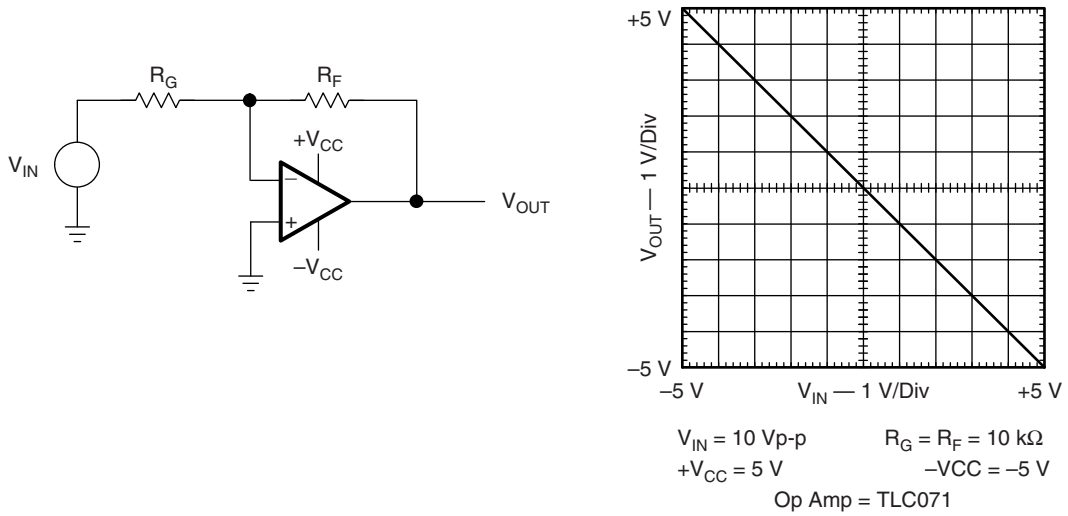 R_G
R_F
V_IN
+V_CC
−
+
−V_CC
V_OUT
+5 V
V_OUT — 1 V/Div
–5 V
–5 V
V_IN — 1 V/Div
+5 V
V_IN = 10 Vp-p
R_G = R_F = 10 kΩ
+V_CC = 5 V
–VCC = –5 V
Op Amp = TLC071